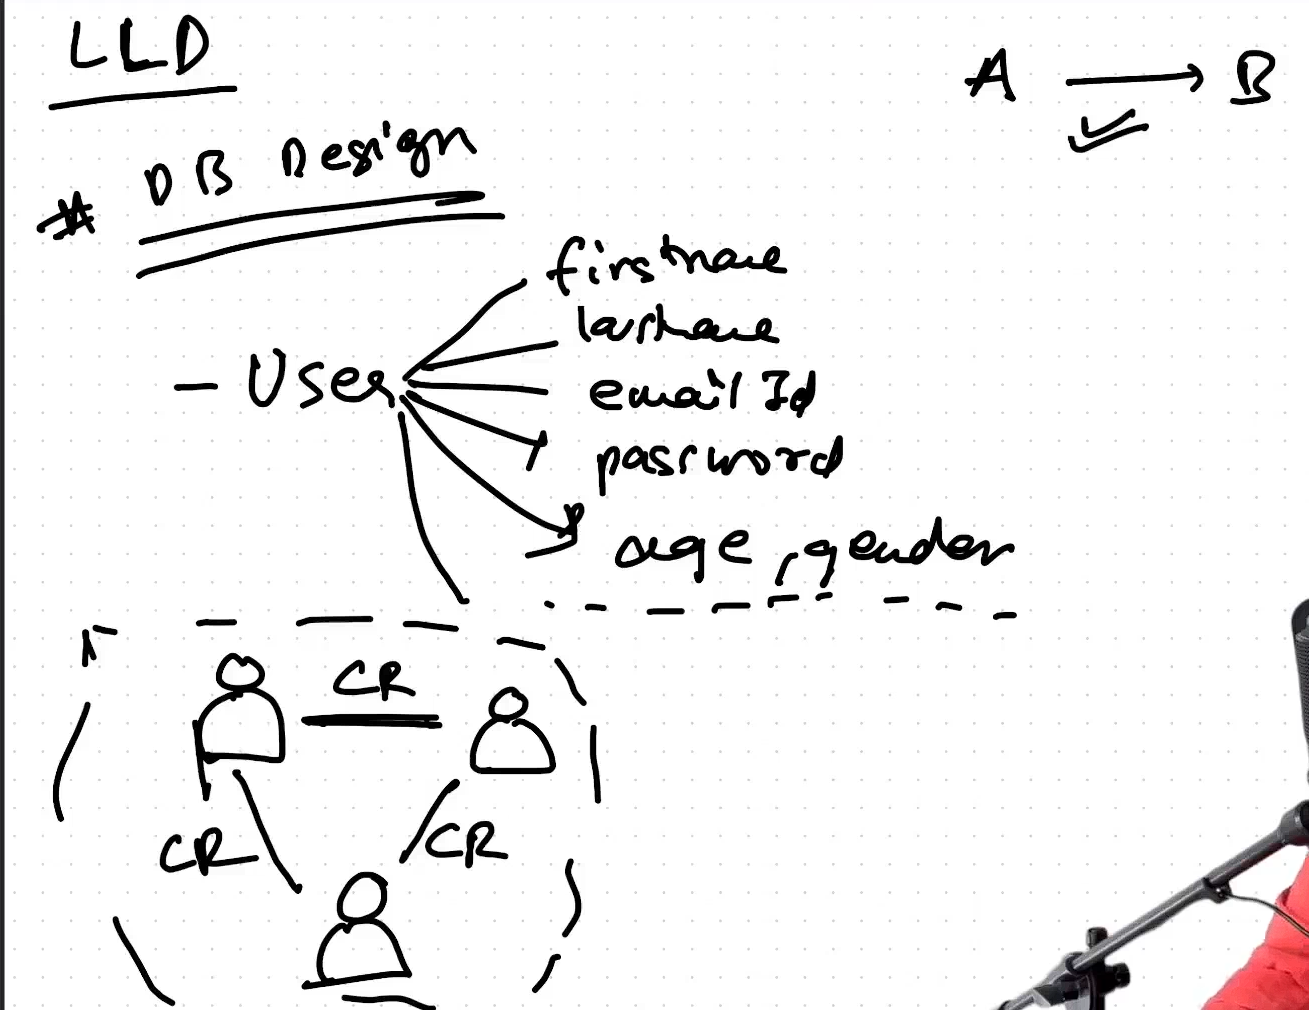 LLD
A → B
# DB Design
- User
firstname
lastname
email Id
password
age, gender
CR
CR
CR